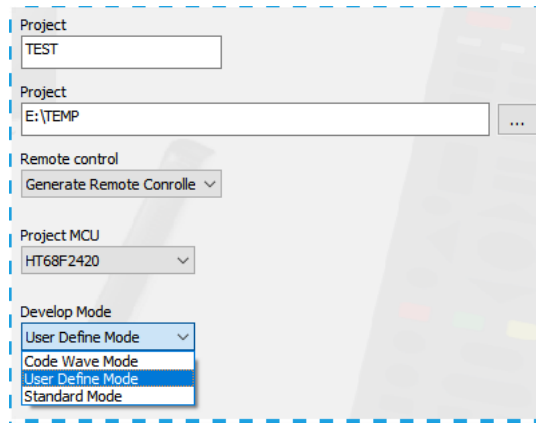 Project
TEST
Project
E:\TEMP
...
Remote control
Generate Remote Conrolle
Project MCU
HT68F2420
Develop Mode
User Define Mode
Code Wave Mode
User Define Mode
Standard Mode